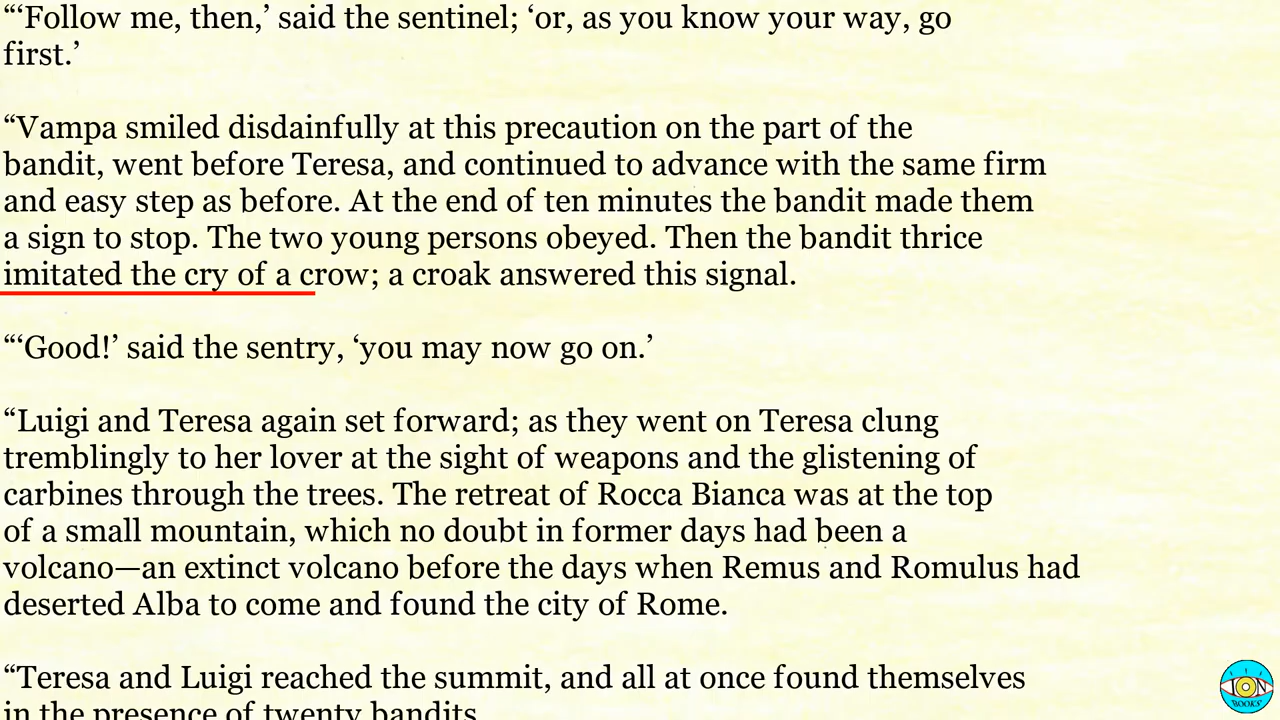 “‘Follow me, then,’ said the sentinel; ‘or, as you know your way, go
first.’
“Vampa smiled disdainfully at this precaution on the part of the
bandit, went before Teresa, and continued to advance with the same firm
and easy step as before. At the end of ten minutes the bandit made them
a sign to stop. The two young persons obeyed. Then the bandit thrice
imitated the cry of a crow; a croak answered this signal.
“‘Good!’ said the sentry, ‘you may now go on.’
“Luigi and Teresa again set forward; as they went on Teresa clung
tremblingly to her lover at the sight of weapons and the glistening of
carbines through the trees. The retreat of Rocca Bianca was at the top
of a small mountain, which no doubt in former days had been a
volcano—an extinct volcano before the days when Remus and Romulus had
deserted Alba to come and found the city of Rome.
“Teresa and Luigi reached the summit, and all at once found themselves
in the presence of twenty bandits
ION
BOOKS